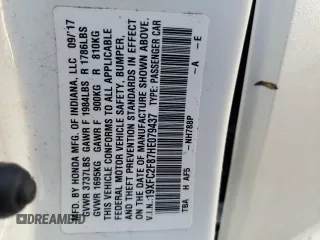 MFD. BY HONDA MFG. OF INDIANA, LLC 09/17
GVWR 3737LBS GAWR F 1984LBS R 1786LBS
GVWR 1695KG GAWR F 900KG R 810KG
THIS VEHICLE CONFORMS TO ALL APPLICABLE
FEDERAL MOTOR VEHICLE SAFETY, BUMPER,
AND THEFT PREVENTION STANDARDS IN EFFECT
ON THE DATE OF MANUFACTURE SHOWN ABOVE.
V.I.N.: 19XFC2F87HE079437 TYPE: PASSENGER CAR
NH788P
TBA H AF5 A E